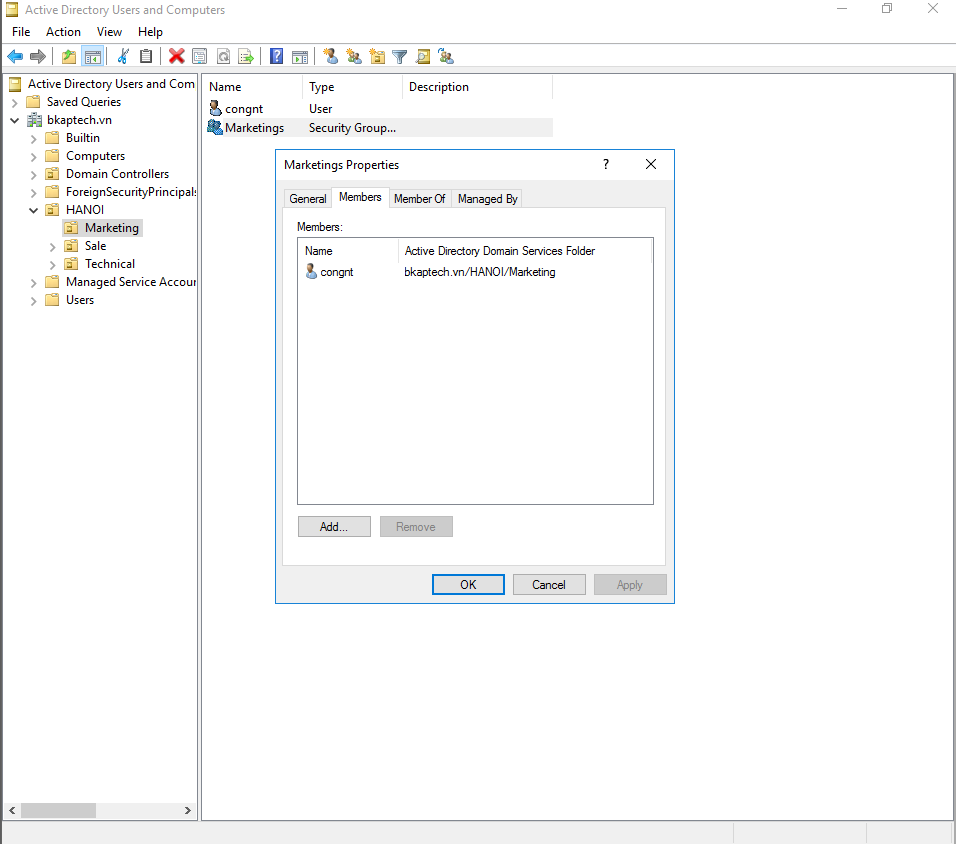 Active Directory Users and Computers
File Action View Help
Active Directory Users and Com
Saved Queries
bkaptech.vn
Builtin
Computers
Domain Controllers
ForeignSecurityPrincipals
HANOI
Marketing
Sale
Technical
Managed Service Accour
Users
Name Type Description
congnt User
Marketings Security Group...
Marketings Properties ?
General Members Member Of Managed By
Members:
Name Active Directory Domain Services Folder
congnt bkaptech.vn/HANOI/Marketing
Add... Remove
OK Cancel Apply